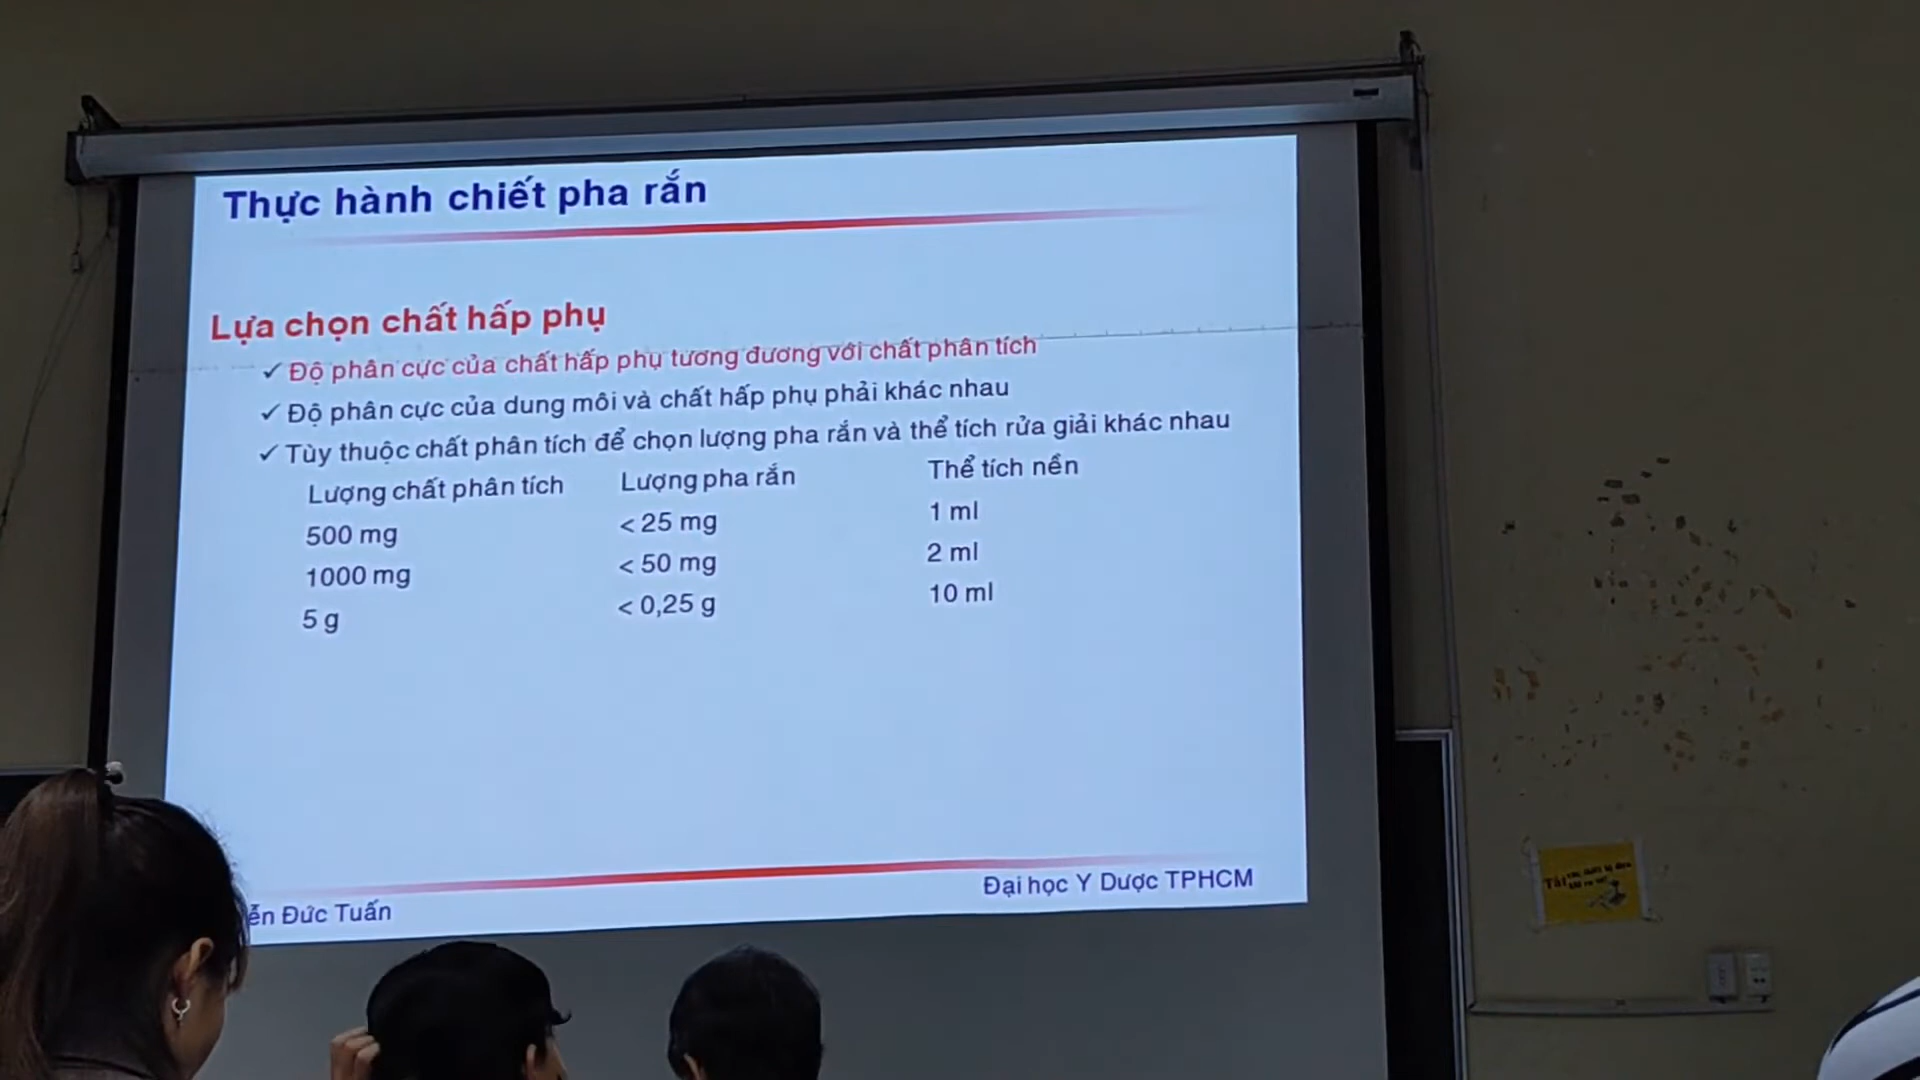 Thực hành chiết pha rắn
Lựa chọn chất hấp phụ
✓ Độ phân cực của chất hấp phụ tương đương với chất phân tích
✓ Độ phân cực của dung môi và chất hấp phụ phải khác nhau
✓ Tùy thuộc chất phân tích để chọn lượng pha rắn và thể tích rửa giải khác nhau
Lượng chất phân tích Lượng pha rắn Thể tích nền
500 mg < 25 mg 1 ml
1000 mg < 50 mg 2 ml
5 g < 0,25 g 10 ml
Đức Tuấn Đại học Y Dược TPHCM
Tắt